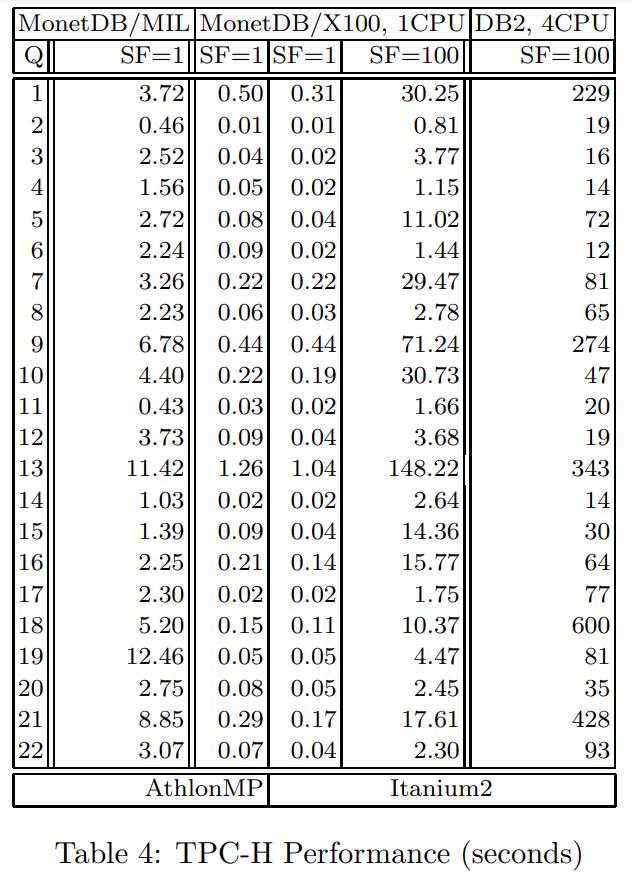 MonetDB/MIL MonetDB/X100, 1CPU DB2, 4CPU
Q SF=1 SF=1 SF=1 SF=100 SF=100
1 3.72 0.50 0.31 30.25 229
2 0.46 0.01 0.01 0.81 19
3 2.52 0.04 0.02 3.77 16
4 1.56 0.05 0.02 1.15 14
5 2.72 0.08 0.04 11.02 72
6 2.24 0.09 0.02 1.44 12
7 3.26 0.22 0.22 29.47 81
8 2.23 0.06 0.03 2.78 65
9 6.78 0.44 0.44 71.24 274
10 4.40 0.22 0.19 30.73 47
11 0.43 0.03 0.02 1.66 20
12 3.73 0.09 0.04 3.68 19
13 11.42 1.26 1.04 148.22 343
14 1.03 0.02 0.02 2.64 14
15 1.39 0.09 0.04 14.36 30
16 2.25 0.21 0.14 15.77 64
17 2.30 0.02 0.02 1.75 77
18 5.20 0.15 0.11 10.37 600
19 12.46 0.05 0.05 4.47 81
20 2.75 0.08 0.05 2.45 35
21 8.85 0.29 0.17 17.61 428
22 3.07 0.07 0.04 2.30 93
AthlonMP Itanium2
Table 4: TPC-H Performance (seconds)